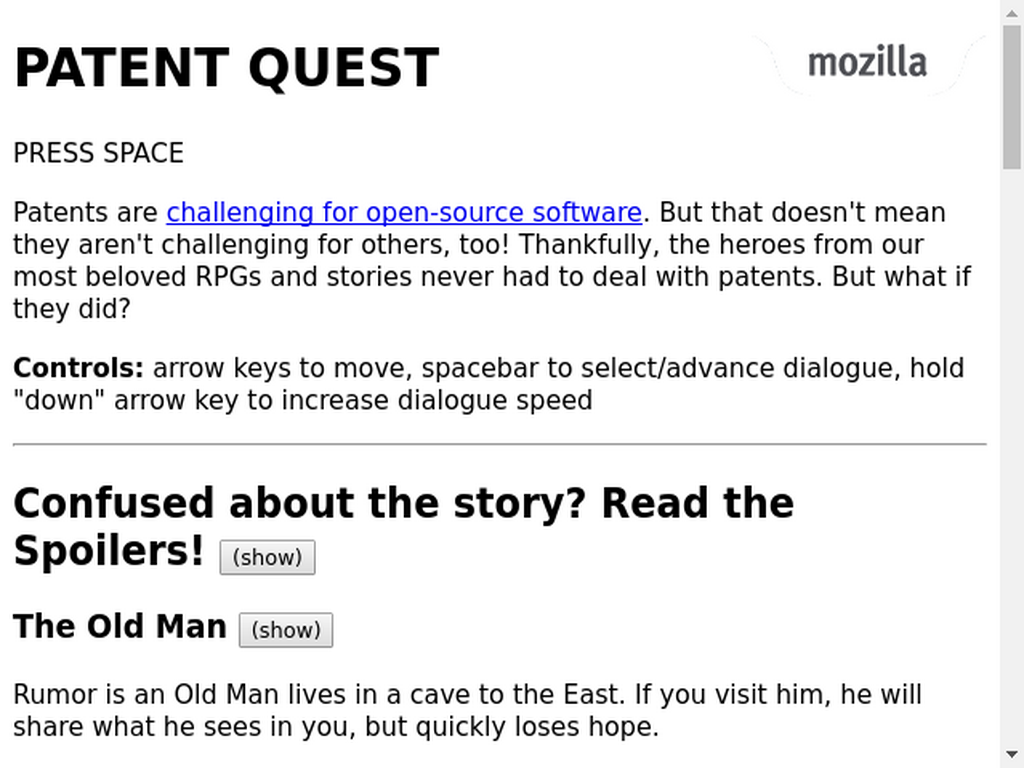 PATENT QUEST
mozilla
PRESS SPACE
Patents are challenging for open-source software. But that doesn't mean
they aren't challenging for others, too! Thankfully, the heroes from our
most beloved RPGs and stories never had to deal with patents. But what if
they did?
Controls: arrow keys to move, spacebar to select/advance dialogue, hold
"down" arrow key to increase dialogue speed
Confused about the story? Read the
Spoilers! (show)
The Old Man (show)
Rumor is an Old Man lives in a cave to the East. If you visit him, he will
share what he sees in you, but quickly loses hope.